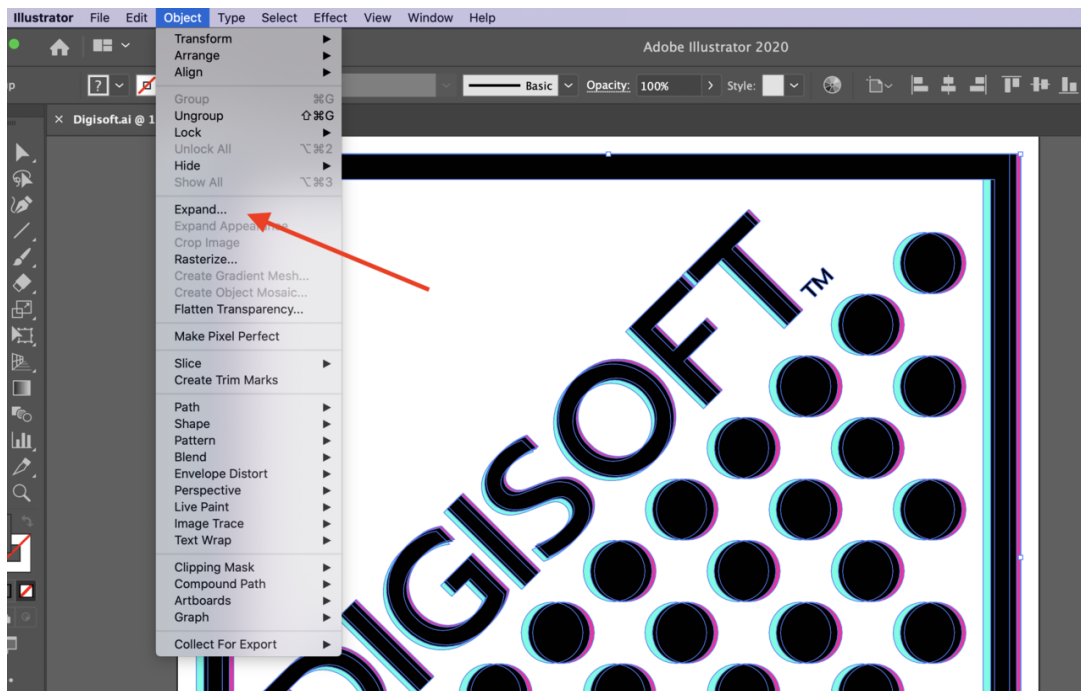 Illustrator File Edit Object Type Select Effect View Window Help
Adobe Illustrator 2020
? Basic Opacity: 100% Style:
× Digisoft.ai @ 1
Transform
Arrange
Align
Group ⌘G
Ungroup ⇧⌘G
Lock
Unlock All ⌥⌘2
Hide
Show All ⌥⌘3
Expand...
Expand Appearance
Crop Image
Rasterize...
Create Gradient Mesh...
Create Object Mosaic...
Flatten Transparency...
Make Pixel Perfect
Slice
Create Trim Marks
Path
Shape
Pattern
Blend
Envelope Distort
Perspective
Live Paint
Image Trace
Text Wrap
Clipping Mask
Compound Path
Artboards
Graph
Collect For Export
DIGISOFT™